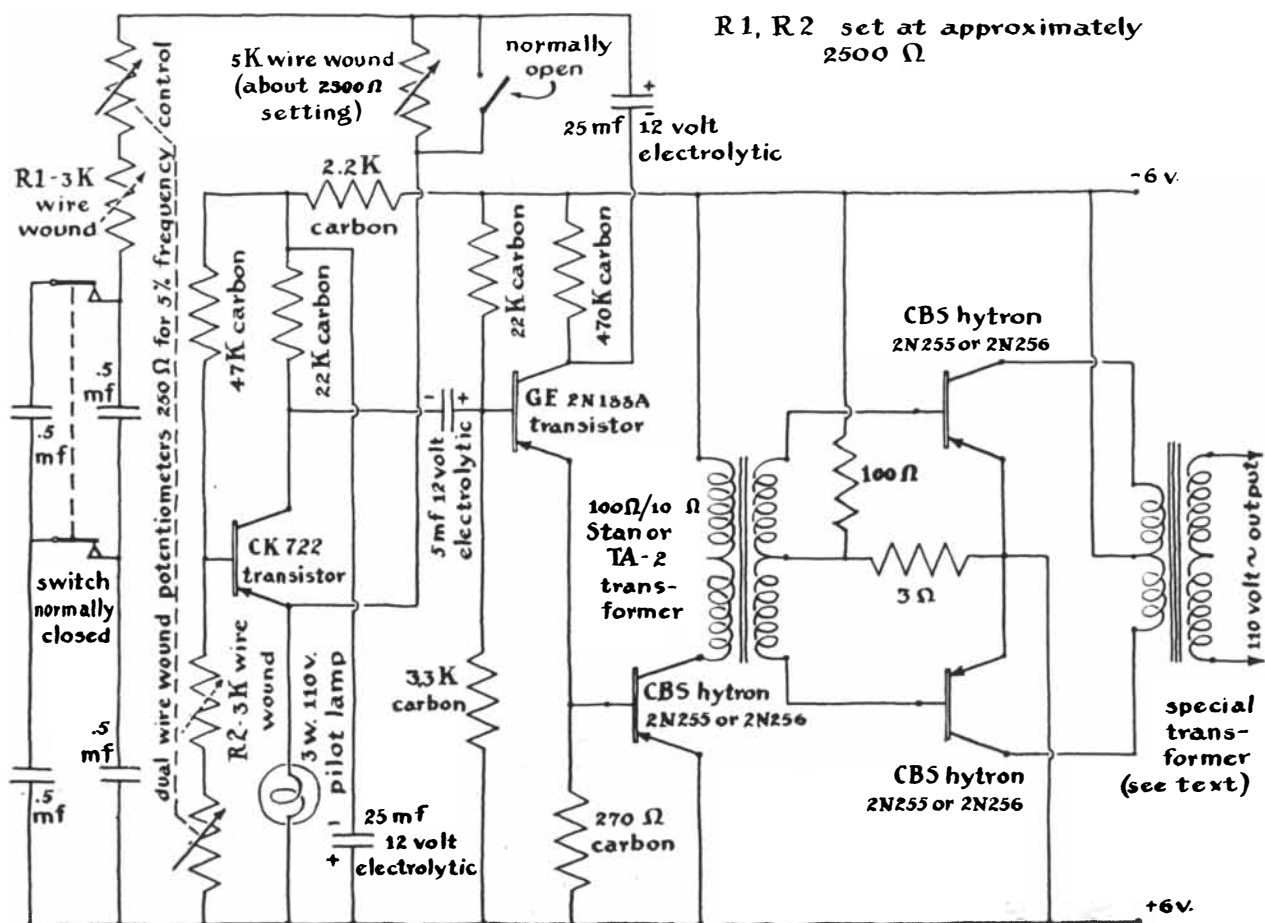 R1, R2 set at approximately
2500 Ω
5K wire wound
(about 2500Ω
setting)
normally
open
+
-
25 mf 12 volt
electrolytic
R1-3K
wire
wound
dual wire wound potentiometers 250Ω for 5% frequency control
2.2K
carbon
-6 v.
47K carbon
22K carbon
22K carbon
470K carbon
CBS hytron
2N255 or 2N256
.5
mf
.5
mf
- +
5mf 12 volt
electrolytic
GE 2N188A
transistor
100Ω/10 Ω
Stan or
TA-2
trans-
former
100Ω
3 Ω
110 volt ~ output
CK 722
transistor
switch
normally
closed
R2-3K wire
wound
3 w. 110 v.
pilot lamp
3.3K
carbon
CBS hytron
2N255 or 2N256
special
trans-
former
(see text)
CBS hytron
2N255 or 2N256
.5
mf
.5
mf
-
+
25 mf
12 volt
electrolytic
270 Ω
carbon
+6v.